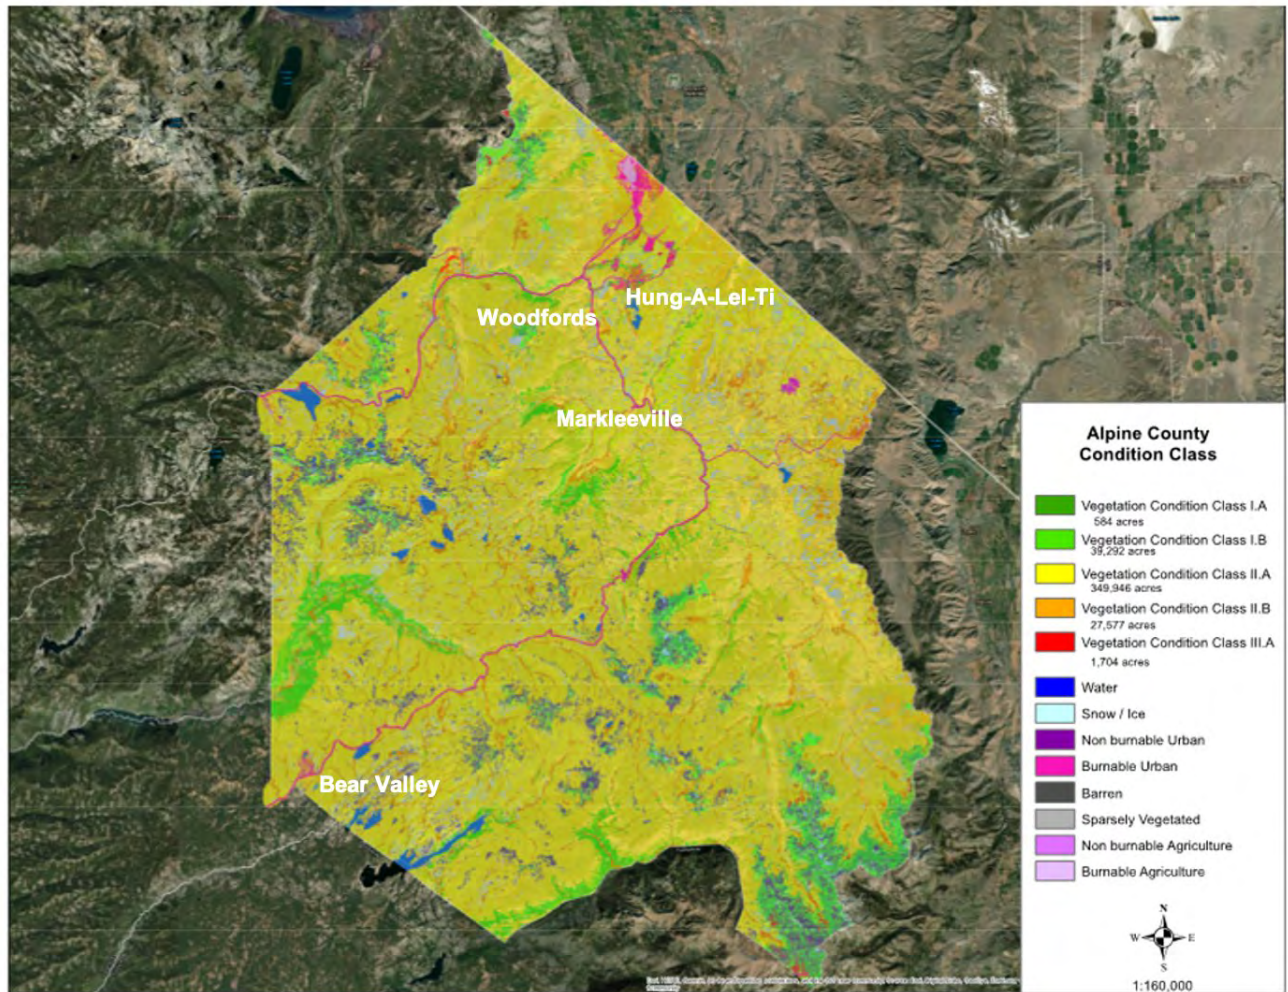 Hung-A-Lel-Ti
Woodfords
Markleeville
Bear Valley
Alpine County
Condition Class
Vegetation Condition Class I.A
584 acres
Vegetation Condition Class I.B
39,292 acres
Vegetation Condition Class II.A
349,946 acres
Vegetation Condition Class II.B
27,577 acres
Vegetation Condition Class III.A
1,704 acres
Water
Snow / Ice
Non burnable Urban
Burnable Urban
Barren
Sparsely Vegetated
Non burnable Agriculture
Burnable Agriculture
N
W E
S
1:160,000